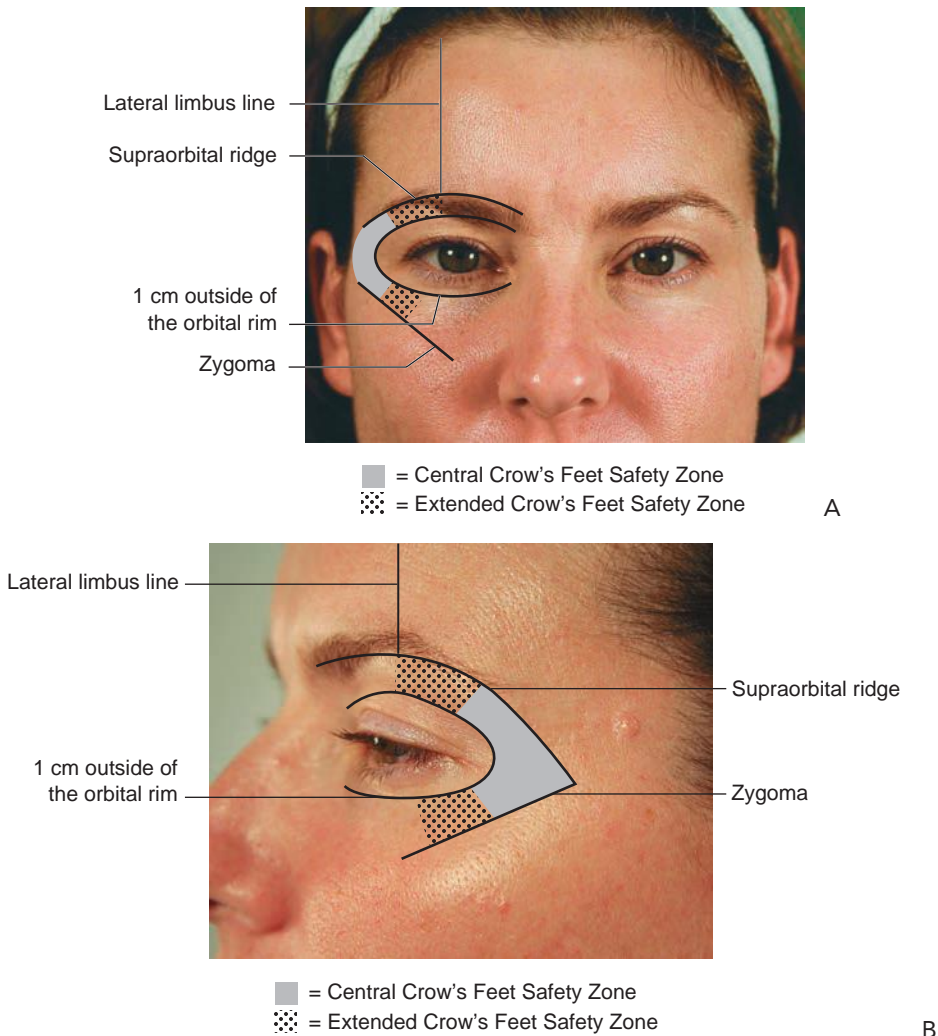 Lateral limbus line
Supraorbital ridge
1 cm outside of
the orbital rim
Zygoma
= Central Crow's Feet Safety Zone
= Extended Crow's Feet Safety Zone
A
Lateral limbus line
Supraorbital ridge
1 cm outside of
the orbital rim
Zygoma
= Central Crow's Feet Safety Zone
= Extended Crow's Feet Safety Zone
B